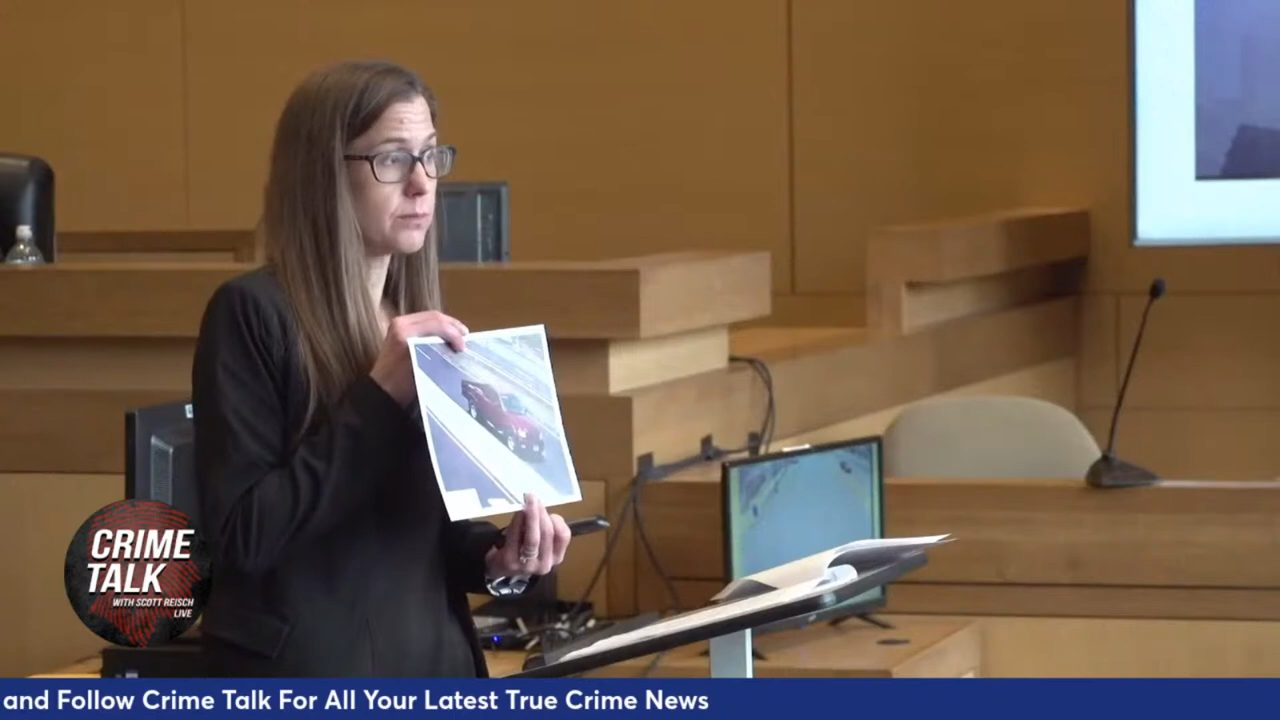 CRIME
TALK
WITH SCOTT REISCH
LIVE
and Follow Crime Talk For All Your Latest True Crime News